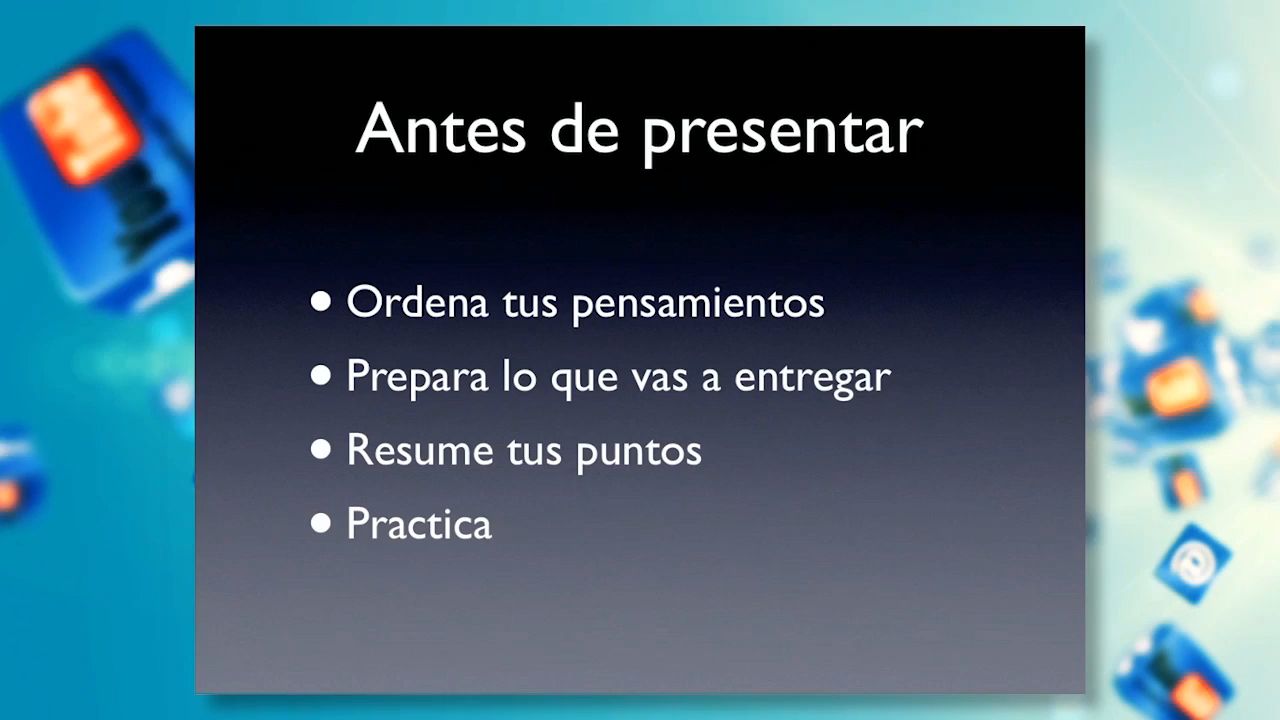 Antes de presentar
• Ordena tus pensamientos
• Prepara lo que vas a entregar
• Resume tus puntos
• Practica
@